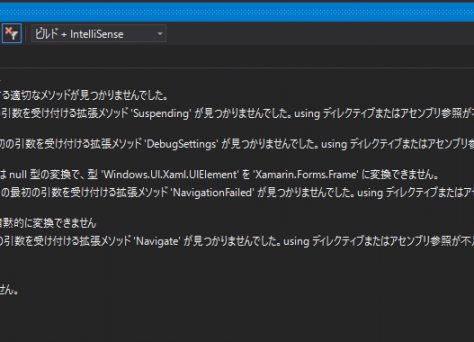 ビルド + IntelliSense
る適切なメソッドが見つかりませんでした。
引数を受け付ける拡張メソッド 'Suspending' が見つかりませんでした。using ディレクティブまたはアセンブリ参照が不
初の引数を受け付ける拡張メソッド 'DebugSettings' が見つかりませんでした。using ディレクティブまたはアセンブリ参
は null 型の変換で、型 'Windows.UI.Xaml.UIElement' を 'Xamarin.Forms.Frame' に変換できません。
の最初の引数を受け付ける拡張メソッド 'NavigationFailed' が見つかりませんでした。using ディレクティブまたはアセ
黙的に変換できません
の引数を受け付ける拡張メソッド 'Navigate' が見つかりませんでした。using ディレクティブまたはアセンブリ参照が不足
せん。